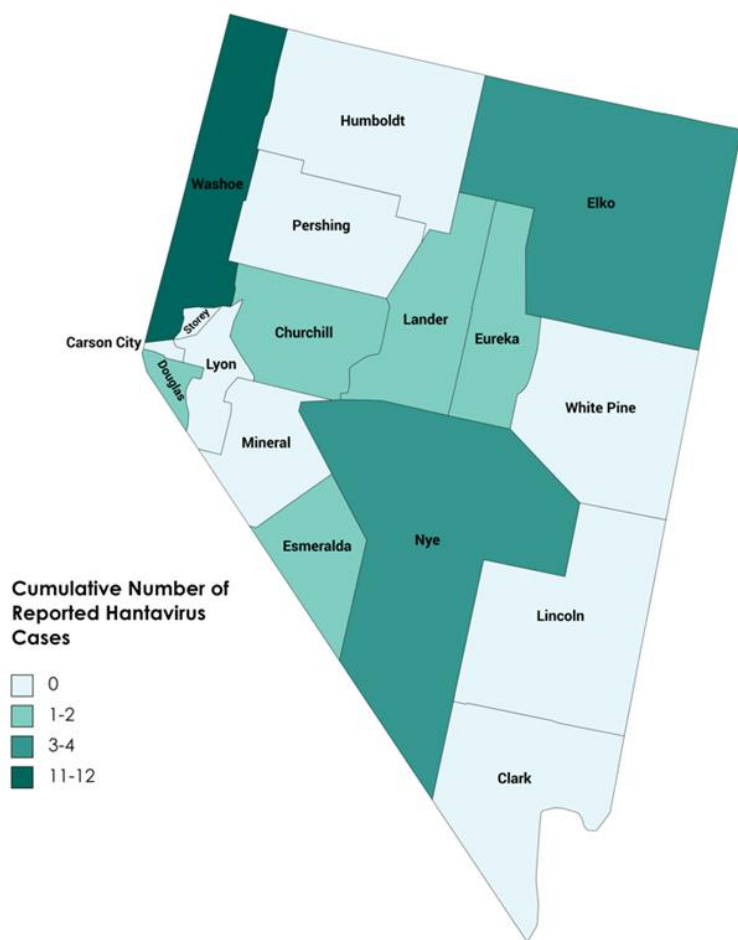 Humboldt
Washoe
Elko
Pershing
Storey
Churchill
Lander
Eureka
Carson City
Lyon
Douglas
White Pine
Mineral
Esmeralda
Nye
Lincoln
Clark
Cumulative Number of
Reported Hantavirus
Cases
0
1-2
3-4
11-12